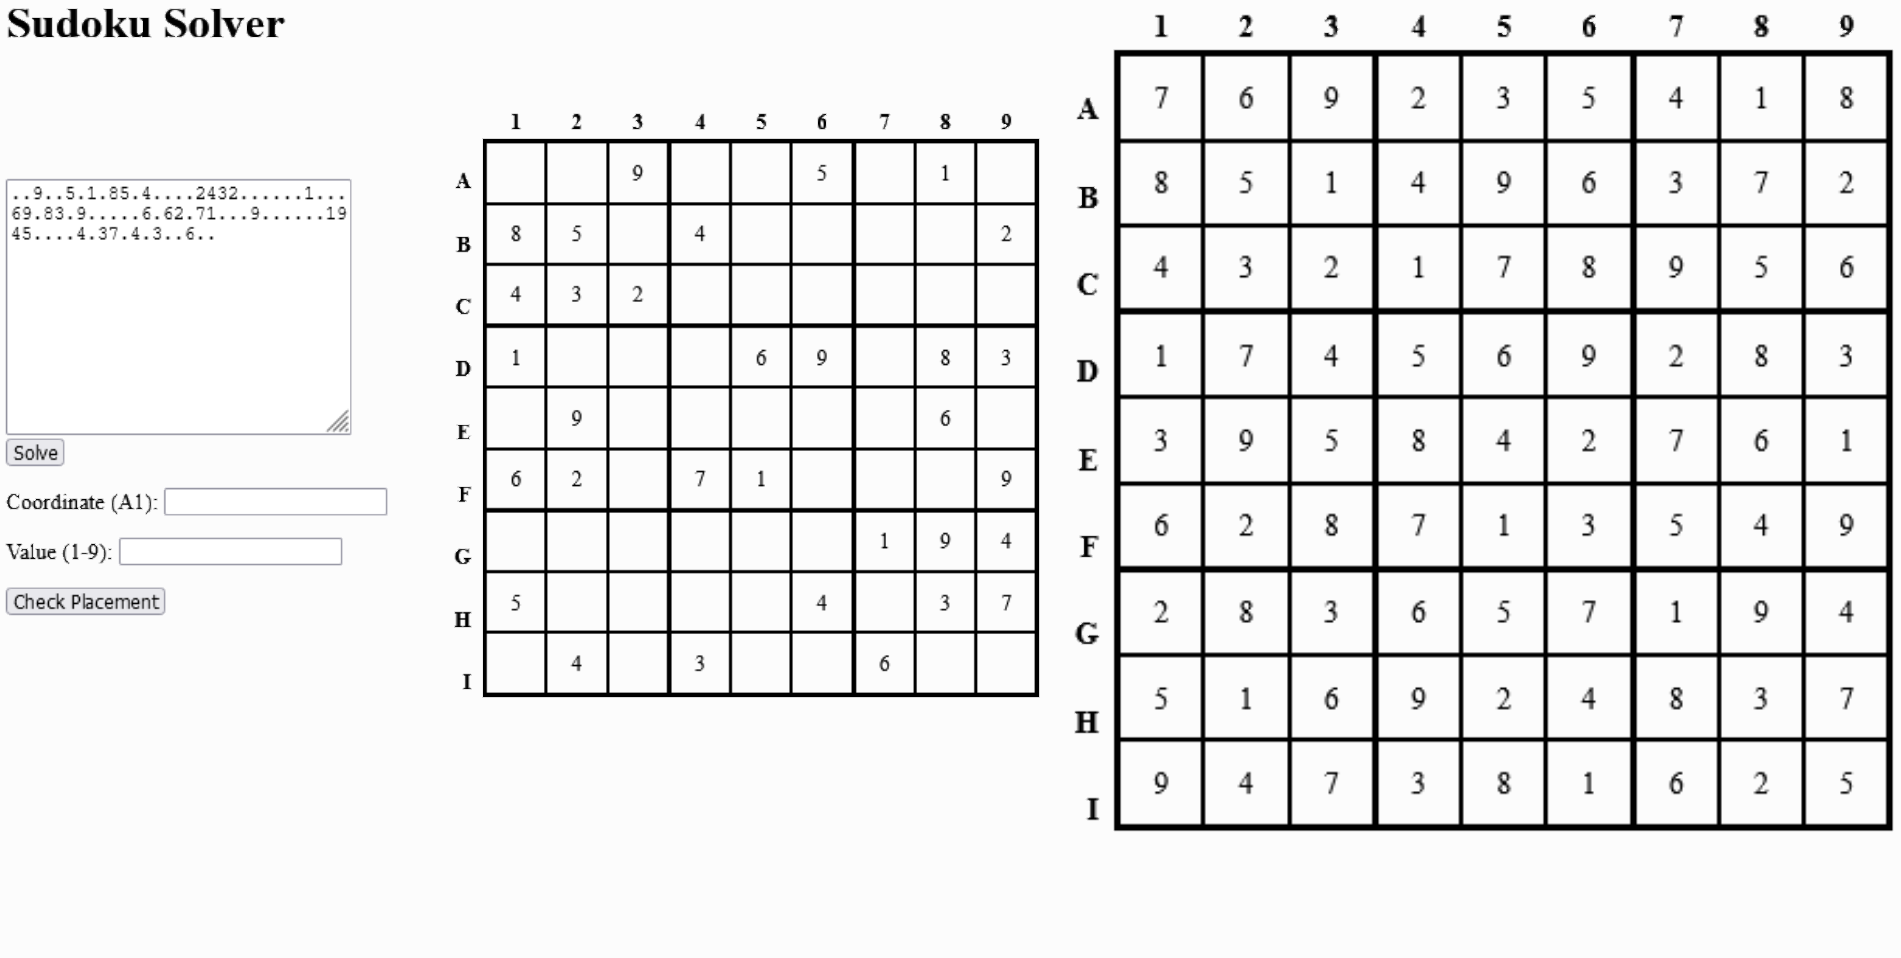 Sudoku Solver
..9..5.1.85.4....2432......1...
69.83.9.....6.62.71...9......19
45....4.37.4.3..6..
Solve
Coordinate (A1):
Value (1-9):
Check Placement
1 2 3 4 5 6 7 8 9
A 9 5 1
B 8 5 4 2
C 4 3 2
D 1 6 9 8 3
E 9 6
F 6 2 7 1 9
G 1 9 4
H 5 4 3 7
I 4 3 6
1 2 3 4 5 6 7 8 9
A 7 6 9 2 3 5 4 1 8
B 8 5 1 4 9 6 3 7 2
C 4 3 2 1 7 8 9 5 6
D 1 7 4 5 6 9 2 8 3
E 3 9 5 8 4 2 7 6 1
F 6 2 8 7 1 3 5 4 9
G 2 8 3 6 5 7 1 9 4
H 5 1 6 9 2 4 8 3 7
I 9 4 7 3 8 1 6 2 5